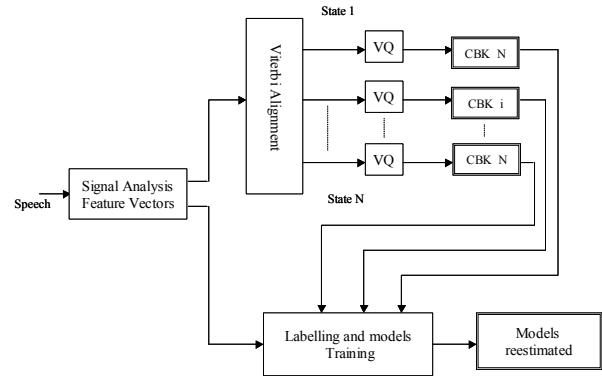 State 1
VQ
CBK N
Viterbi Alignment
VQ
CBK i
VQ
CBK N
Signal Analysis
Feature Vectors
Speech
State N
Labelling and models
Training
Models
reestimated